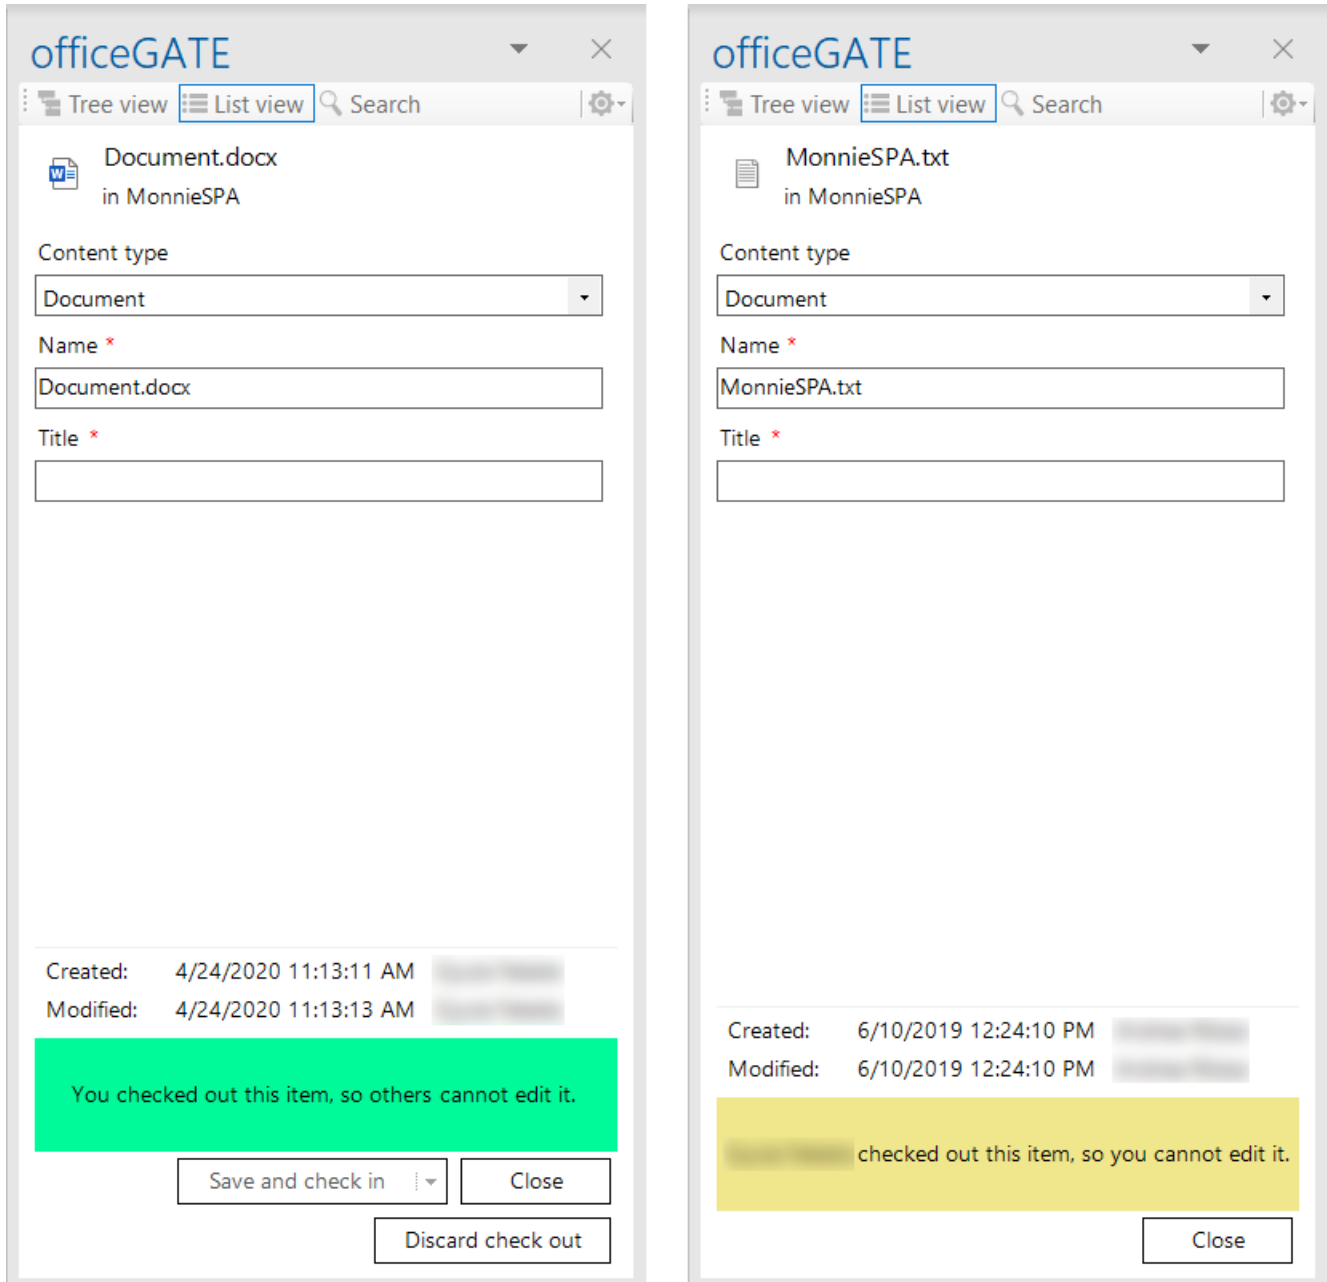 officeGATE
Tree view List view Search
Document.docx
in MonnieSPA
Content type
Document
Name *
Document.docx
Title *
Created: 4/24/2020 11:13:11 AM
Modified: 4/24/2020 11:13:13 AM
You checked out this item, so others cannot edit it.
Save and check in Close
Discard check out
officeGATE
Tree view List view Search
MonnieSPA.txt
in MonnieSPA
Content type
Document
Name *
MonnieSPA.txt
Title *
Created: 6/10/2019 12:24:10 PM
Modified: 6/10/2019 12:24:10 PM
checked out this item, so you cannot edit it.
Close